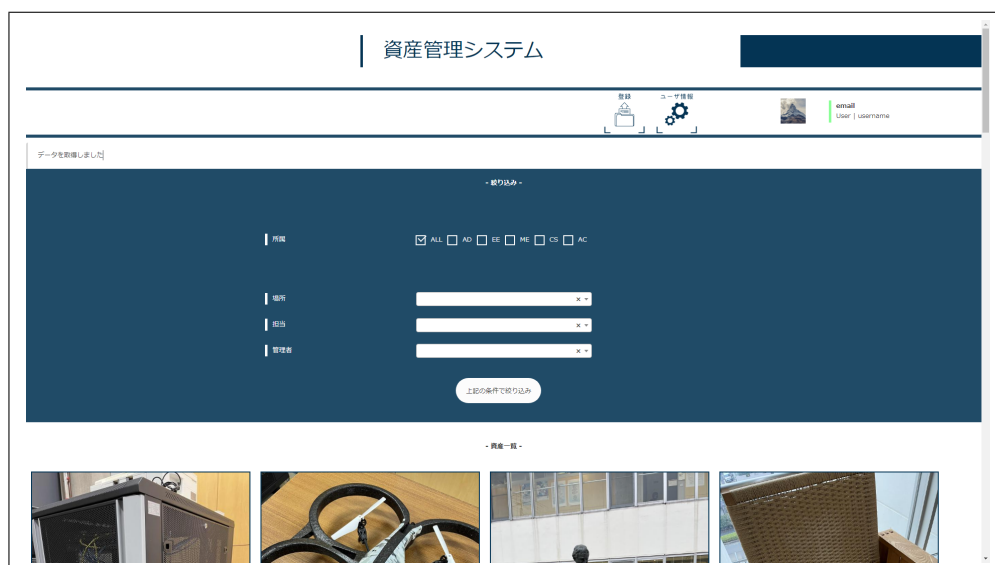 資産管理システム
登録
ユーザ情報
email
User | username
データを取得しました
- 絞り込み -
所属
ALL AD EE ME CS AC
場所
担当
管理者
上記の条件で絞り込み
- 資産一覧 -